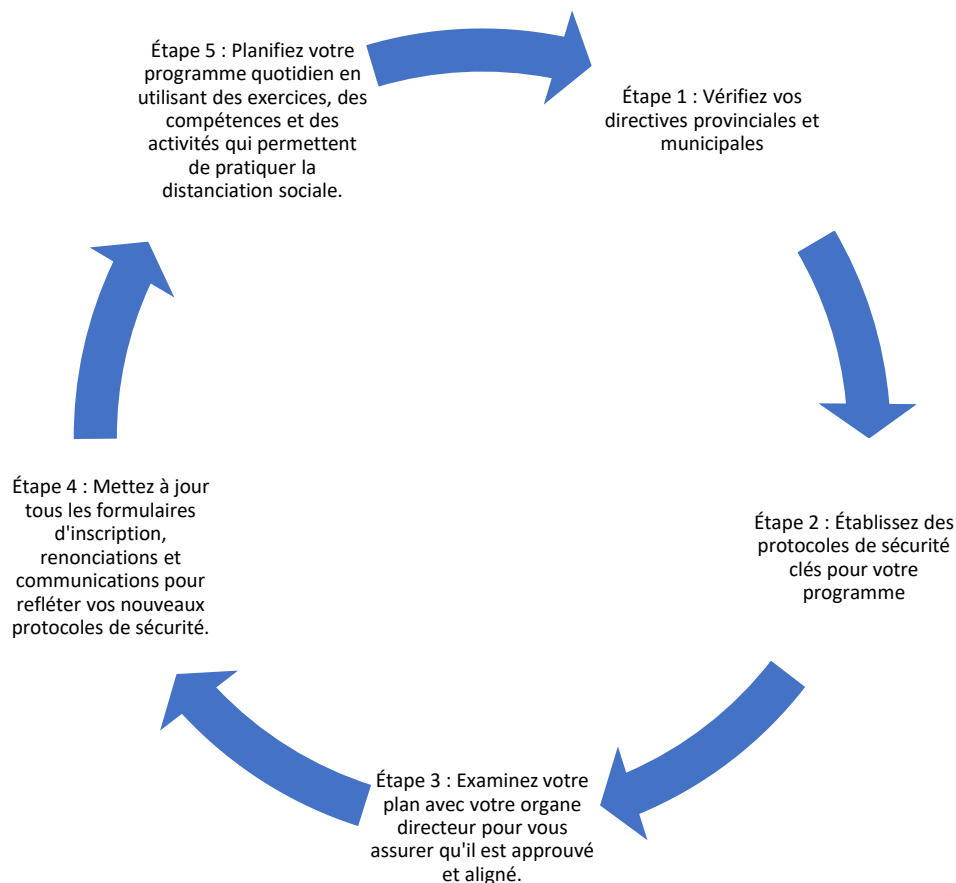 Étape 1 : Vérifiez vos
directives provinciales et
municipales
Étape 2 : Établissez des
protocoles de sécurité
clés pour votre
programme
Étape 3 : Examinez votre
plan avec votre organe
directeur pour vous
assurer qu'il est approuvé
et aligné.
Étape 4 : Mettez à jour
tous les formulaires
d'inscription,
renonciations et
communications pour
refléter vos nouveaux
protocoles de sécurité.
Étape 5 : Planifiez votre
programme quotidien en
utilisant des exercices, des
compétences et des
activités qui permettent
de pratiquer la
distanciation sociale.